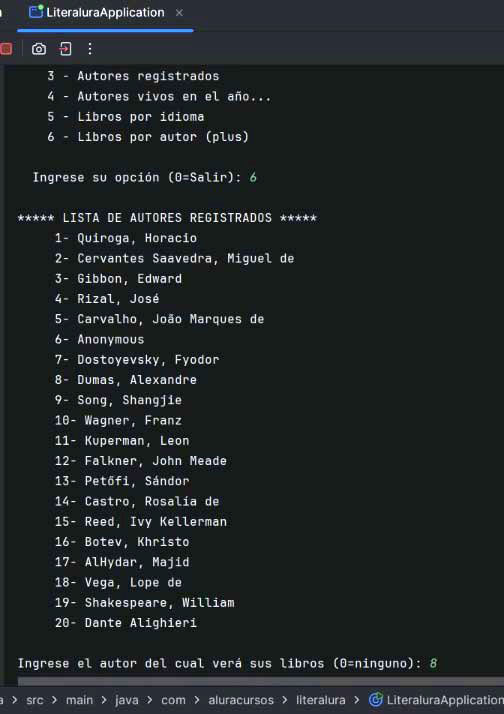 LiteraluraApplication
3 - Autores registrados
4 - Autores vivos en el año...
5 - Libros por idioma
6 - Libros por autor (plus)
Ingrese su opción (0=Salir): 6
***** LISTA DE AUTORES REGISTRADOS *****
1- Quiroga, Horacio
2- Cervantes Saavedra, Miguel de
3- Gibbon, Edward
4- Rizal, José
5- Carvalho, João Marques de
6- Anonymous
7- Dostoyevsky, Fyodor
8- Dumas, Alexandre
9- Song, Shangjie
10- Wagner, Franz
11- Kuperman, Leon
12- Falkner, John Meade
13- Petőfi, Sándor
14- Castro, Rosalía de
15- Reed, Ivy Kellerman
16- Botev, Khristo
17- AlHydar, Majid
18- Vega, Lope de
19- Shakespeare, William
20- Dante Alighieri
Ingrese el autor del cual verá sus libros (0=ninguno): 8
a > src > main > java > com > aluracursos > literalura > LiteraluraApplication